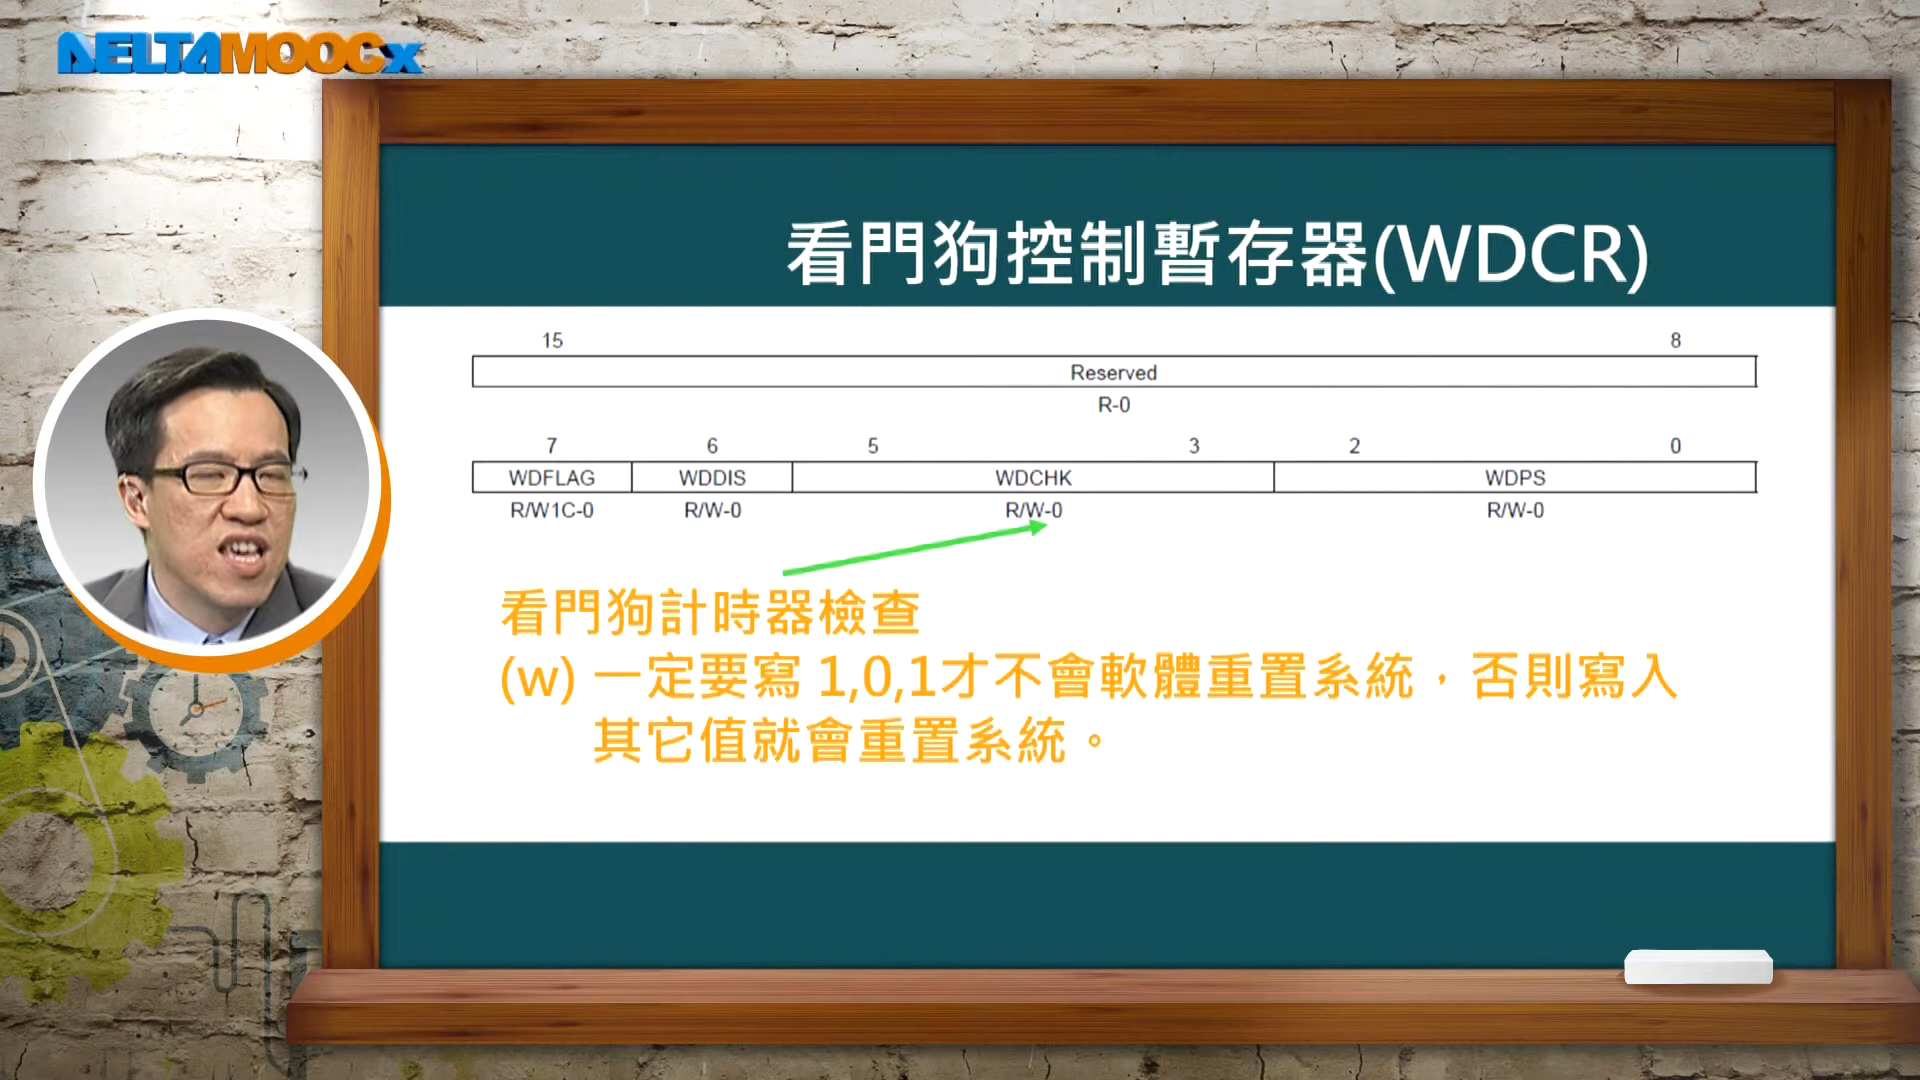 DELTAMOOCx
看門狗控制暫存器(WDCR)
15 8
Reserved
R-0
7 6 5 3 2 0
WDFLAG WDDIS WDCHK WDPS
R/W1C-0 R/W-0 R/W-0 R/W-0
看門狗計時器檢查
(w) 一定要寫 1,0,1才不會軟體重置系統，否則寫入
其它值就會重置系統。